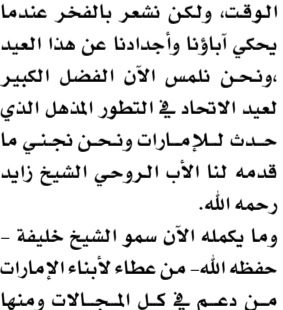 الوقت، ولكن نشعر بالفخر عندما
يحكي آباؤنا وأجدادنا عن هذا العيد
،ونحن نلمس الآن الفضل الكبير
لعيد الاتحاد في التطور المذهل الذي
حدث للإمارات ونحن نجني ما
قدمه لنا الأب الروحي الشيخ زايد
رحمه الله.
وما يكمله الآن سمو الشيخ خليفة -
حفظه الله- من عطاء لأبناء الإمارات
من دعم في كل المجالات ومنها